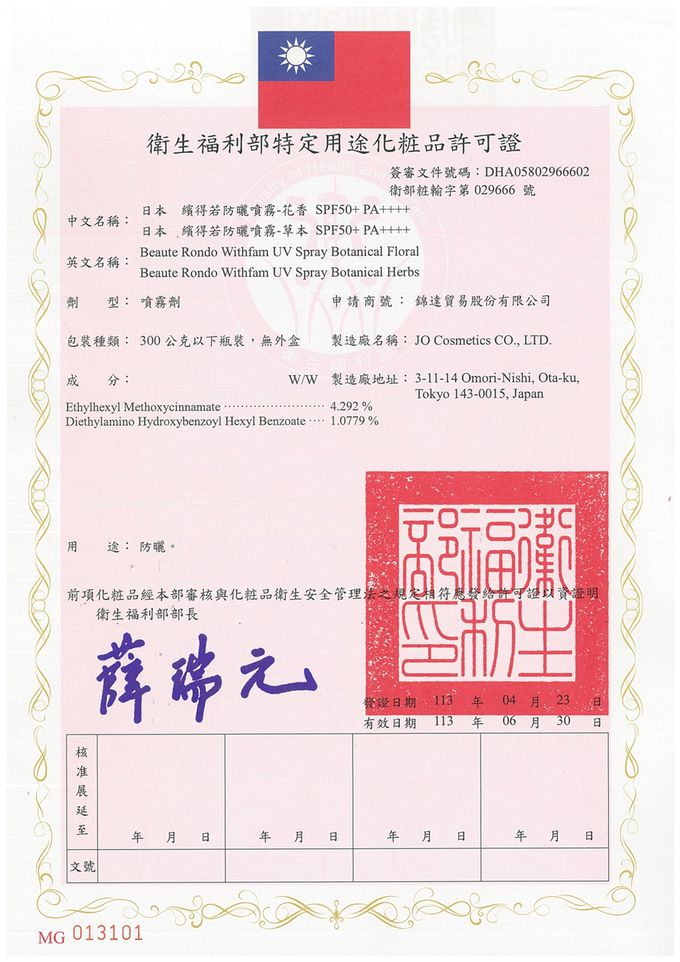 衛生福利部特定用途化粧品許可證
簽審文件號碼：DHA05802966602
衛部粧輸字第 029666 號
中文名稱： 日本 繽得若防曬噴霧-花香 SPF50+ PA++++
日本 繽得若防曬噴霧-草本 SPF50+ PA++++
英文名稱： Beaute Rondo Withfam UV Spray Botanical Floral
Beaute Rondo Withfam UV Spray Botanical Herbs
劑 型： 噴霧劑 申請商號： 錦達貿易股份有限公司
包裝種類： 300 公克以下瓶裝，無外盒 製造廠名稱： JO Cosmetics CO., LTD.
成 分： W/W 製造廠地址： 3-11-14 Omori-Nishi, Ota-ku,
Tokyo 143-0015, Japan
Ethylhexyl Methoxycinnamate ························ 4.292 %
Diethylamino Hydroxybenzoyl Hexyl Benzoate ···· 1.0779 %
用 途： 防曬。
前項化粧品經本部審核與化粧品衛生安全管理法之規定相符應發給許可證以資證明
衛生福利部部長
薛瑞元
衛生福利部印
發證日期 113 年 04 月 23 日
有效日期 113 年 06 月 30 日
核准展延至 年 月 日 年 月 日 年 月 日 年 月 日
文號
MG 013101